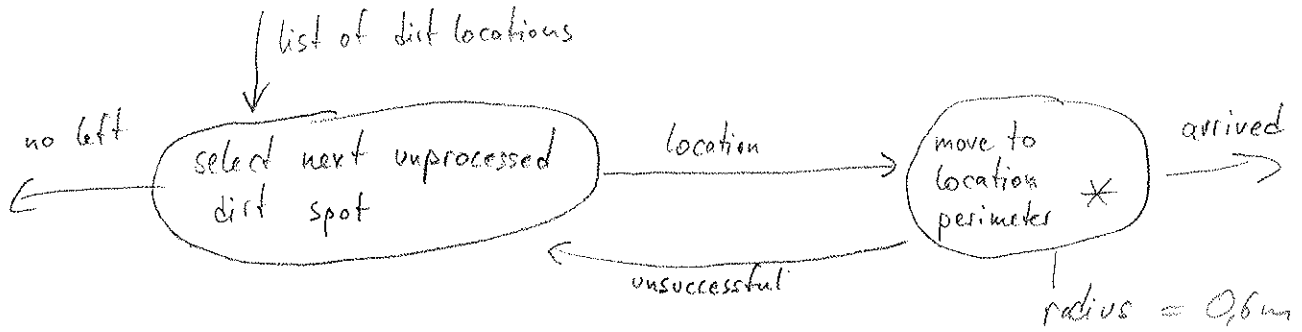 list of dirt locations
no left
select next unprocessed
dirt spot
location
move to
location
perimeter *
arrived
unsuccessful
radius = 0,6m